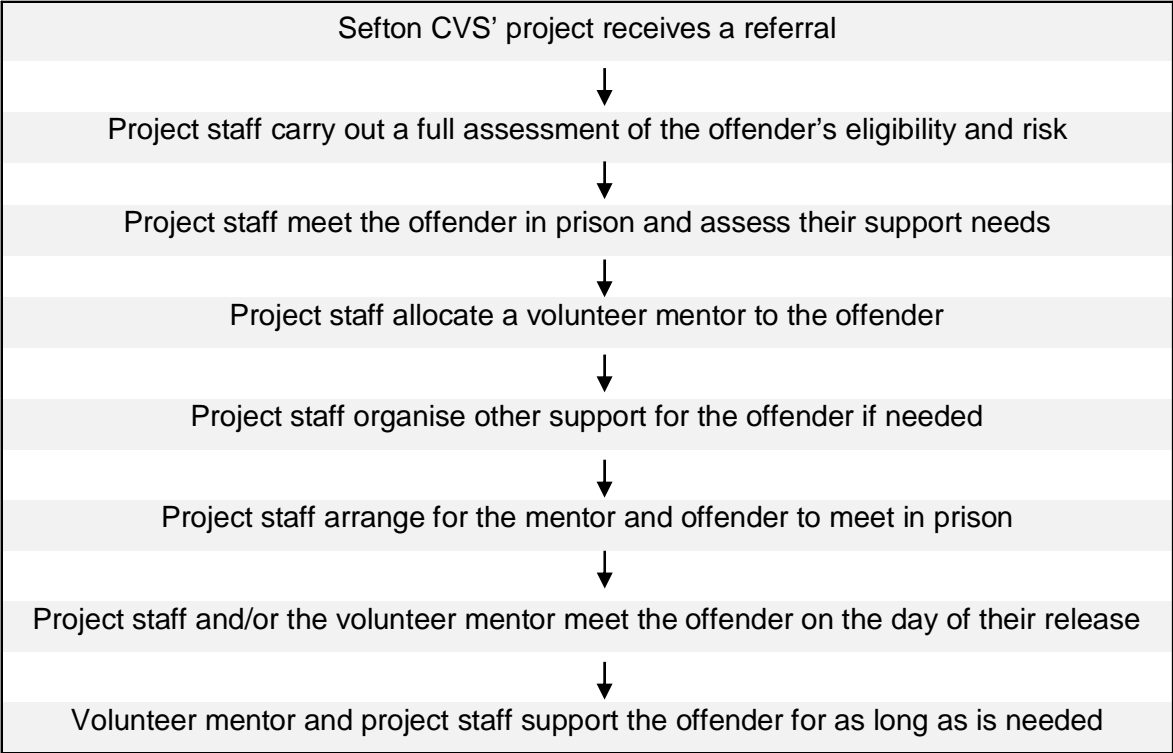 Sefton CVS’ project receives a referral
Project staff carry out a full assessment of the offender’s eligibility and risk
Project staff meet the offender in prison and assess their support needs
Project staff allocate a volunteer mentor to the offender
Project staff organise other support for the offender if needed
Project staff arrange for the mentor and offender to meet in prison
Project staff and/or the volunteer mentor meet the offender on the day of their release
Volunteer mentor and project staff support the offender for as long as is needed